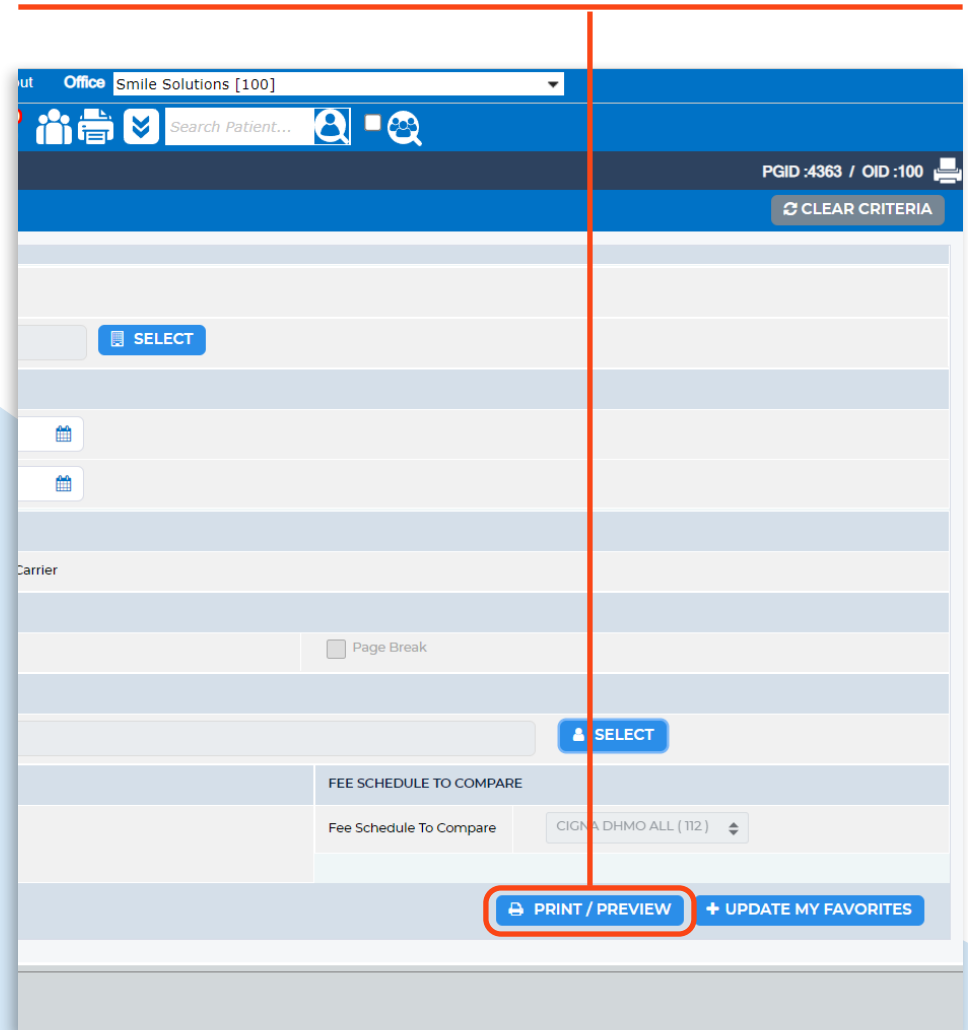 out Office Smile Solutions [100]
Search Patient...
PGID :4363 / OID :100
CLEAR CRITERIA
SELECT
Carrier
Page Break
SELECT
FEE SCHEDULE TO COMPARE
Fee Schedule To Compare CIGNA DHMO ALL ( 112 )
PRINT / PREVIEW + UPDATE MY FAVORITES